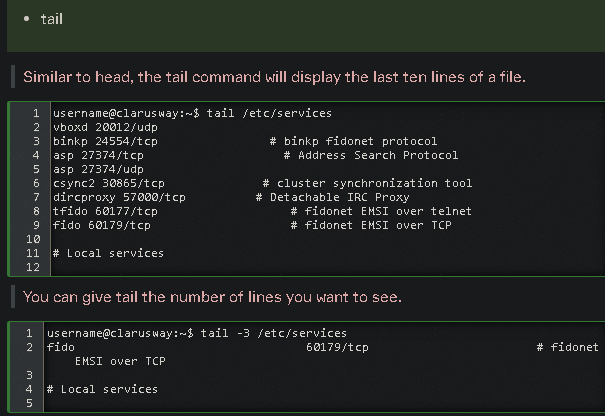 • tail
Similar to head, the tail command will display the last ten lines of a file.
1 username@clarusway:~$ tail /etc/services
2 vboxd 20012/udp
3 binkp 24554/tcp # binkp fidonet protocol
4 asp 27374/tcp # Address Search Protocol
5 asp 27374/udp
6 csync2 30865/tcp # cluster synchronization tool
7 dircproxy 57000/tcp # Detachable IRC Proxy
8 tfido 60177/tcp # fidonet EMSI over telnet
9 fido 60179/tcp # fidonet EMSI over TCP
10
11 # Local services
12
You can give tail the number of lines you want to see.
1 username@clarusway:~$ tail -3 /etc/services
2 fido 60179/tcp # fidonet
EMSI over TCP
3
4 # Local services
5